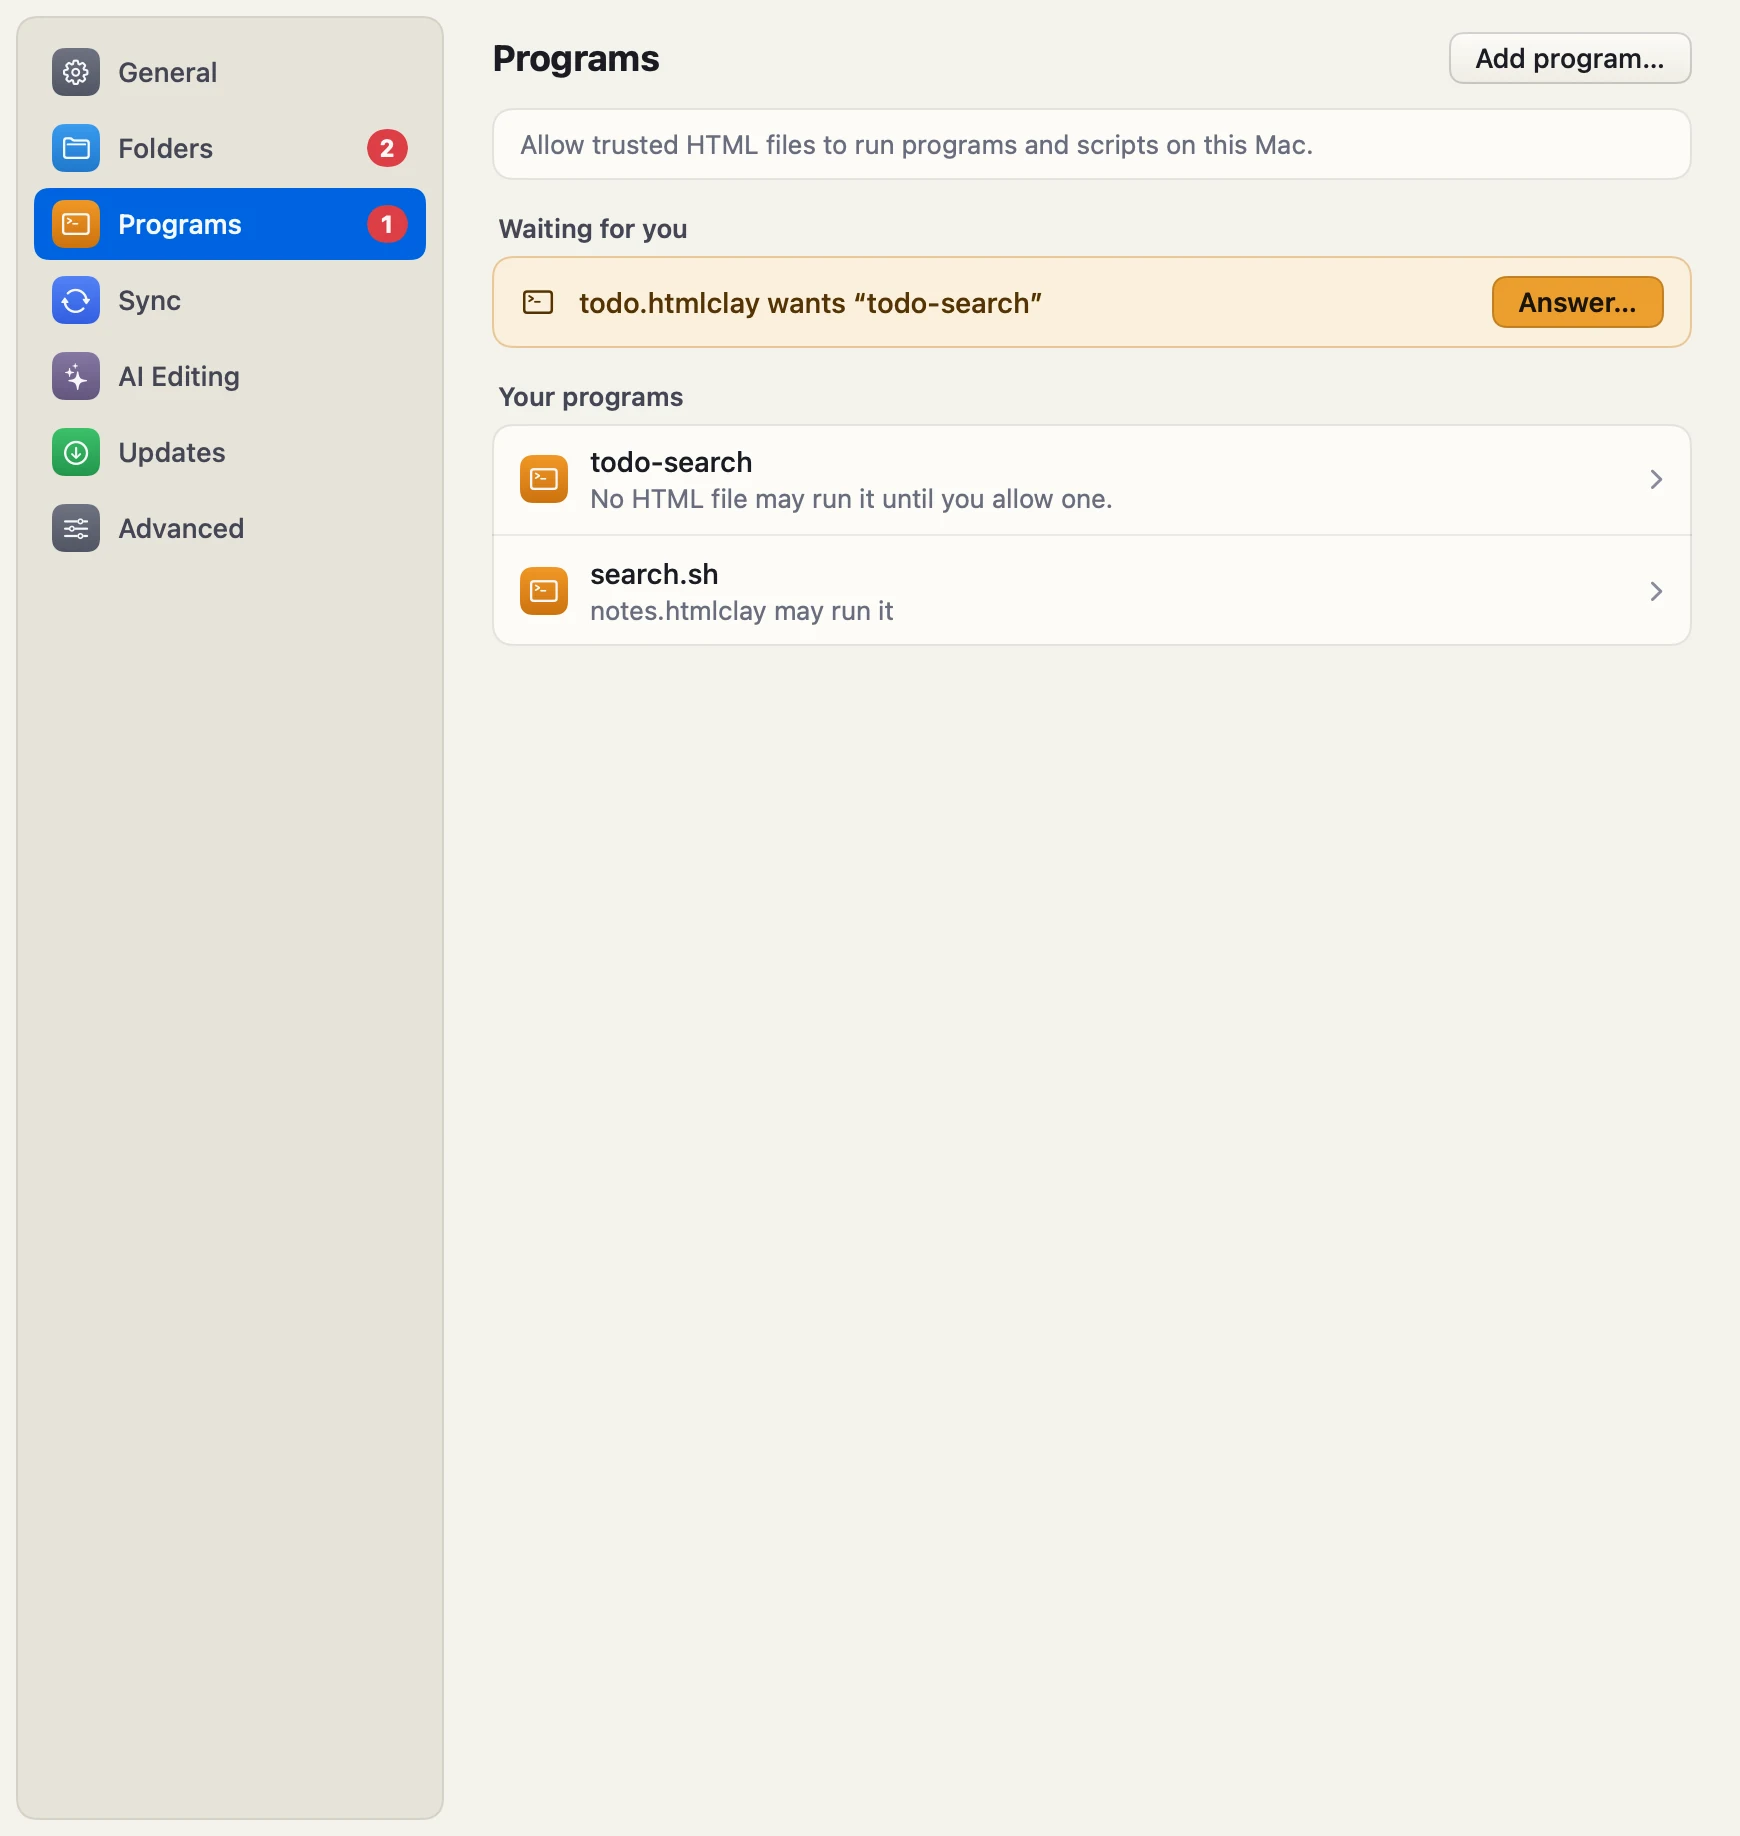 General
Folders
2
Programs
1
Sync
AI Editing
Updates
Advanced
Programs
Add program...
Allow trusted HTML files to run programs and scripts on this Mac.
Waiting for you
todo.htmlclay wants “todo-search”
Answer...
Your programs
todo-search
No HTML file may run it until you allow one.
search.sh
notes.htmlclay may run it